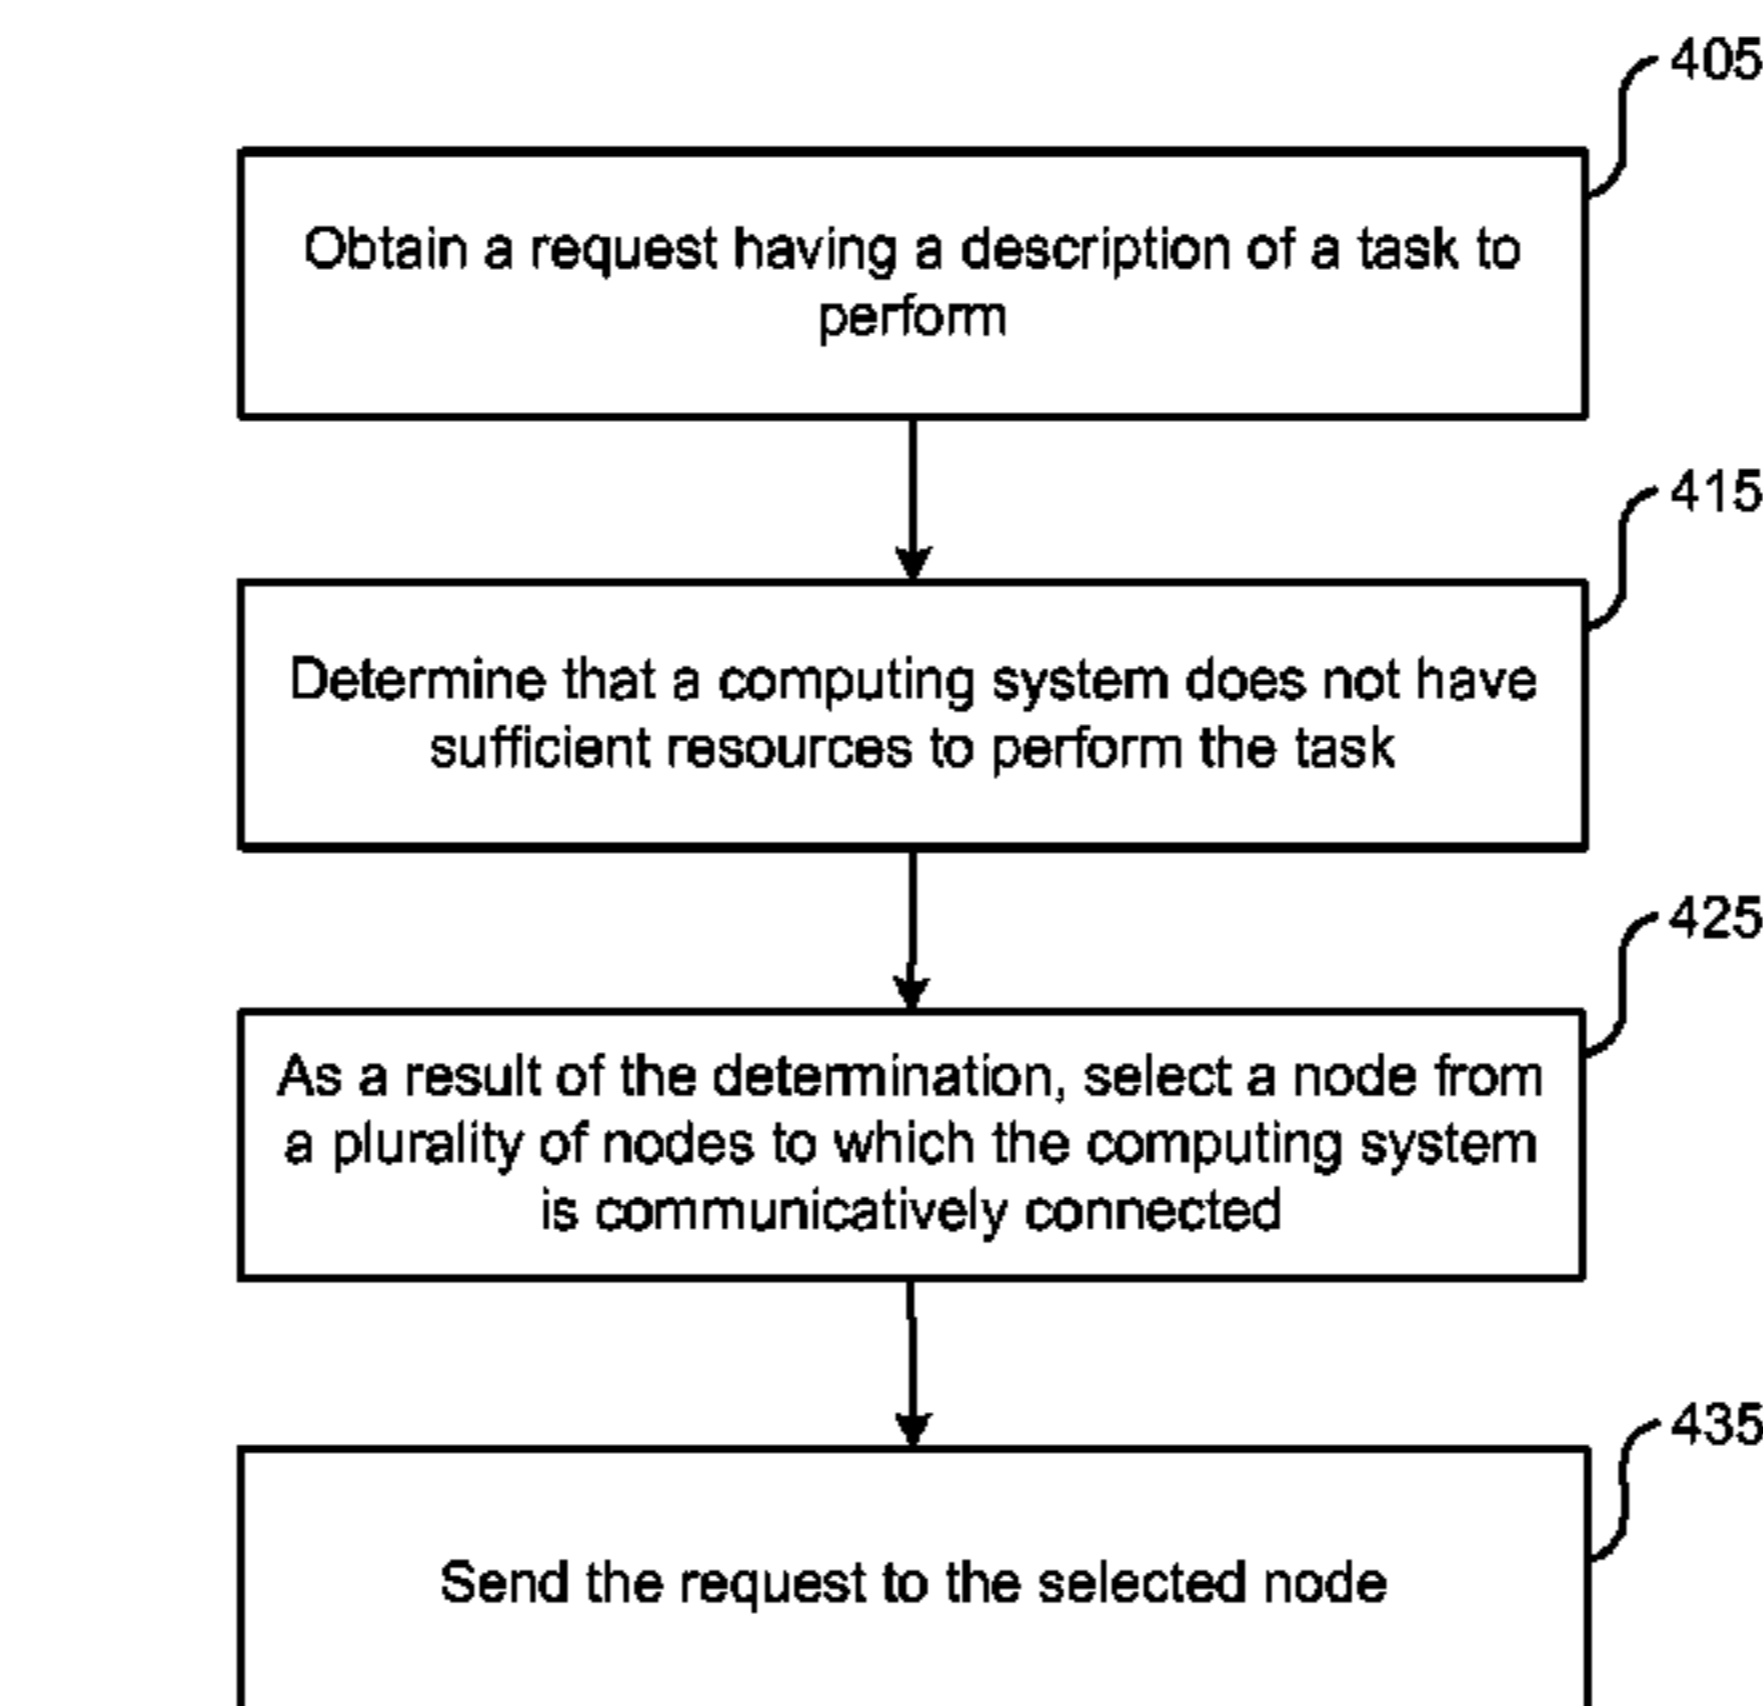 405
Obtain a request having a description of a task to
perform
415
Determine that a computing system does not have
sufficient resources to perform the task
425
As a result of the determination, select a node from
a plurality of nodes to which the computing system
is communicatively connected
435
Send the request to the selected node